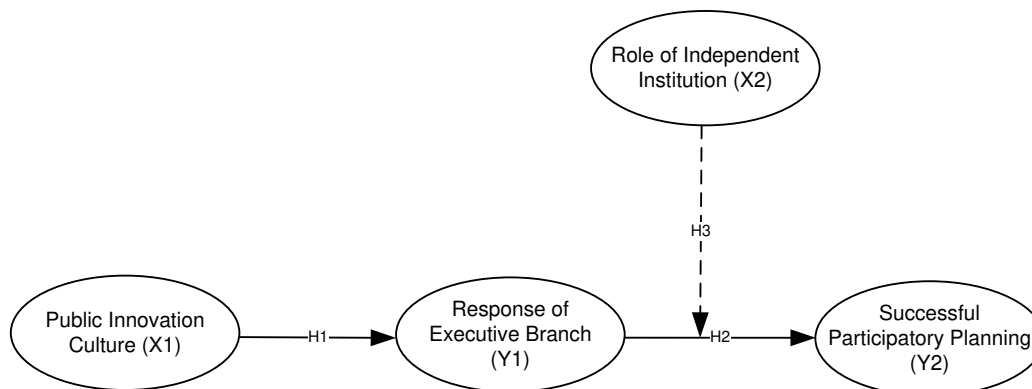 Role of Independent
Institution (X2)
H3
Public Innovation
Culture (X1)
H1
Response of
Executive Branch
(Y1)
H2
Successful
Participatory Planning
(Y2)